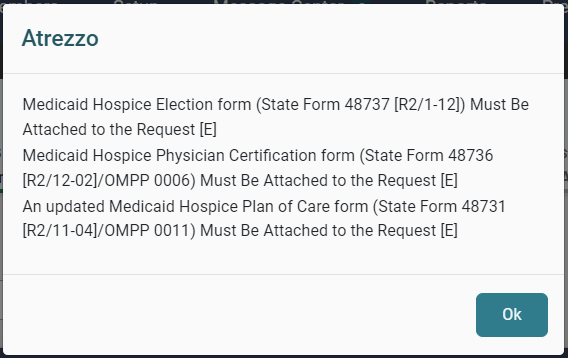 Atrezzo
Medicaid Hospice Election form (State Form 48737 [R2/1-12]) Must Be
Attached to the Request [E]
Medicaid Hospice Physician Certification form (State Form 48736
[R2/12-02]/OMPP 0006) Must Be Attached to the Request [E]
An updated Medicaid Hospice Plan of Care form (State Form 48731
[R2/11-04]/OMPP 0011) Must Be Attached to the Request [E]
Ok